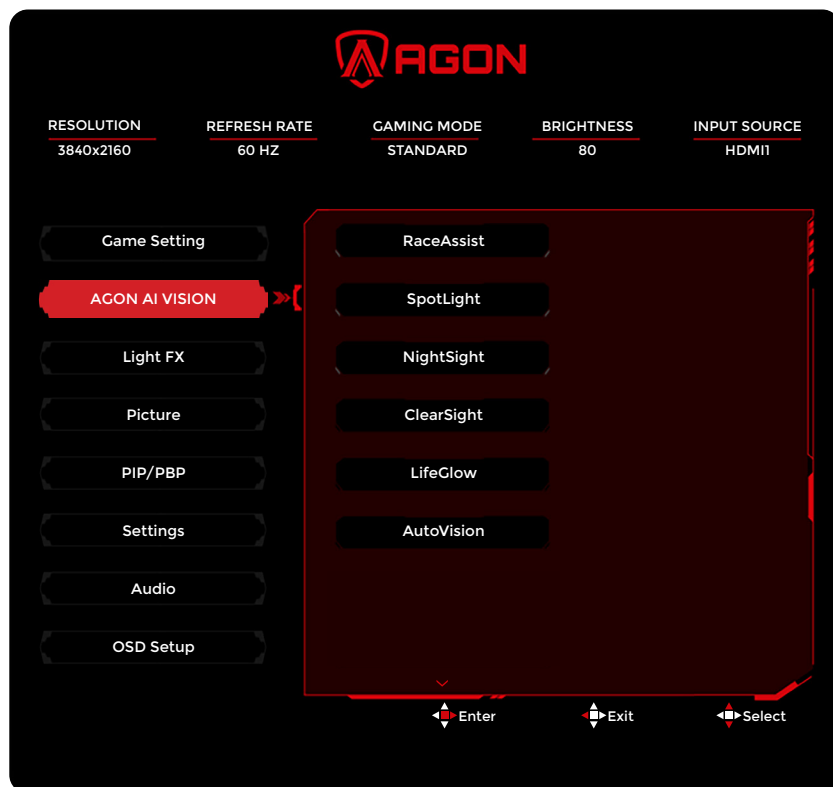 AGON
RESOLUTION REFRESH RATE GAMING MODE BRIGHTNESS INPUT SOURCE
3840x2160 60 HZ STANDARD 80 HDMI1
Game Setting RaceAssist
AGON AI VISION SpotLight
Light FX NightSight
Picture ClearSight
PIP/PBP LifeGlow
Settings AutoVision
Audio
OSD Setup
Enter Exit Select